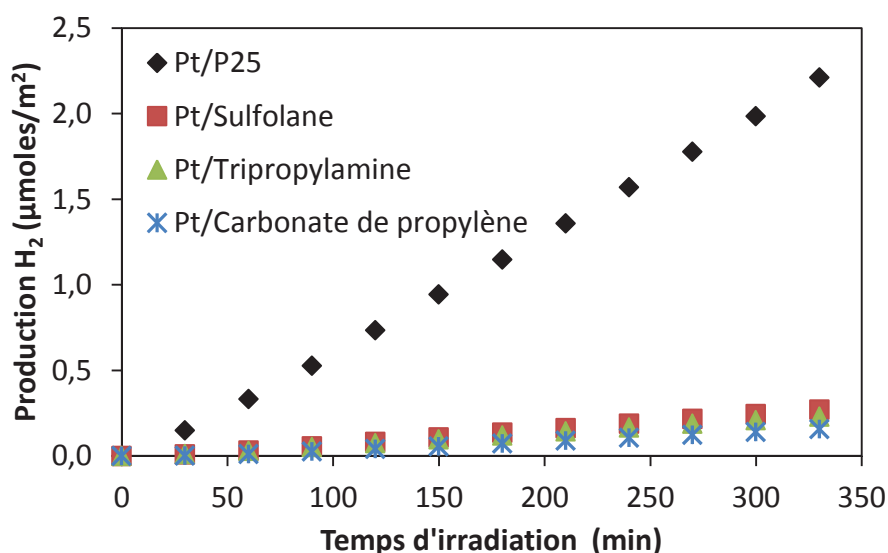 2,5
2,0
1,5
1,0
0,5
0,0
Production H₂ (µmoles/m²)
Pt/P25
Pt/Sulfolane
Pt/Tripropylamine
Pt/Carbonate de propylène
0 50 100 150 200 250 300 350
Temps d'irradiation (min)